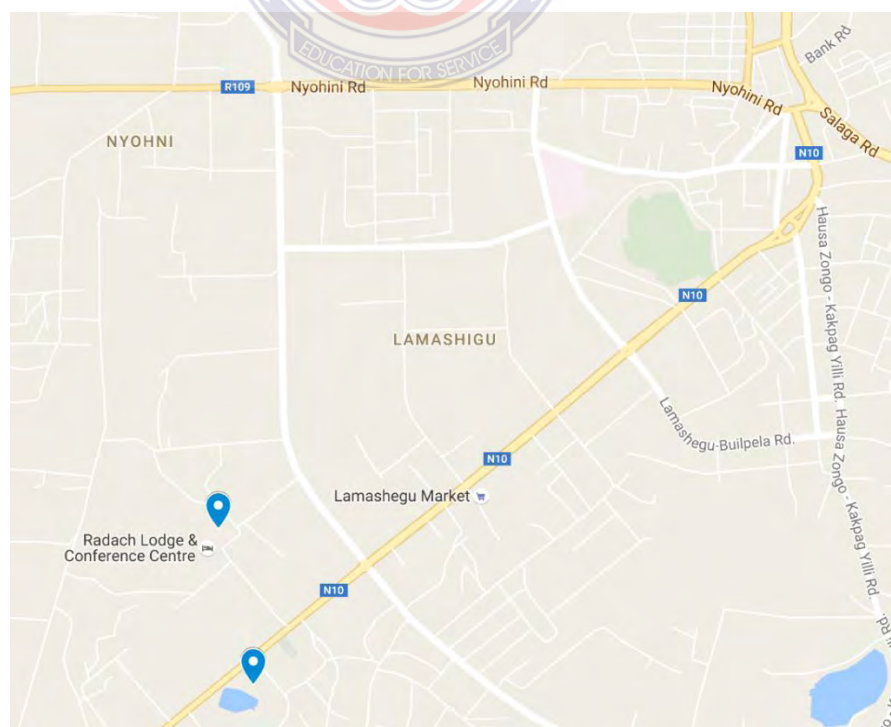 EDUCATION FOR SERVICE
Bank Rd
R109
Nyohini Rd
Nyohini Rd
Nyohini Rd
Salaga Rd
NYOHNI
N10
Hausa Zongo - Kakpag Yilli Rd.
Hausa Zongo - Kakpag Yilli Rd.
N10
LAMASHIGU
Lamashegu-Builpela Rd.
N10
Lamashegu Market
Radach Lodge &
Conference Centre
N10